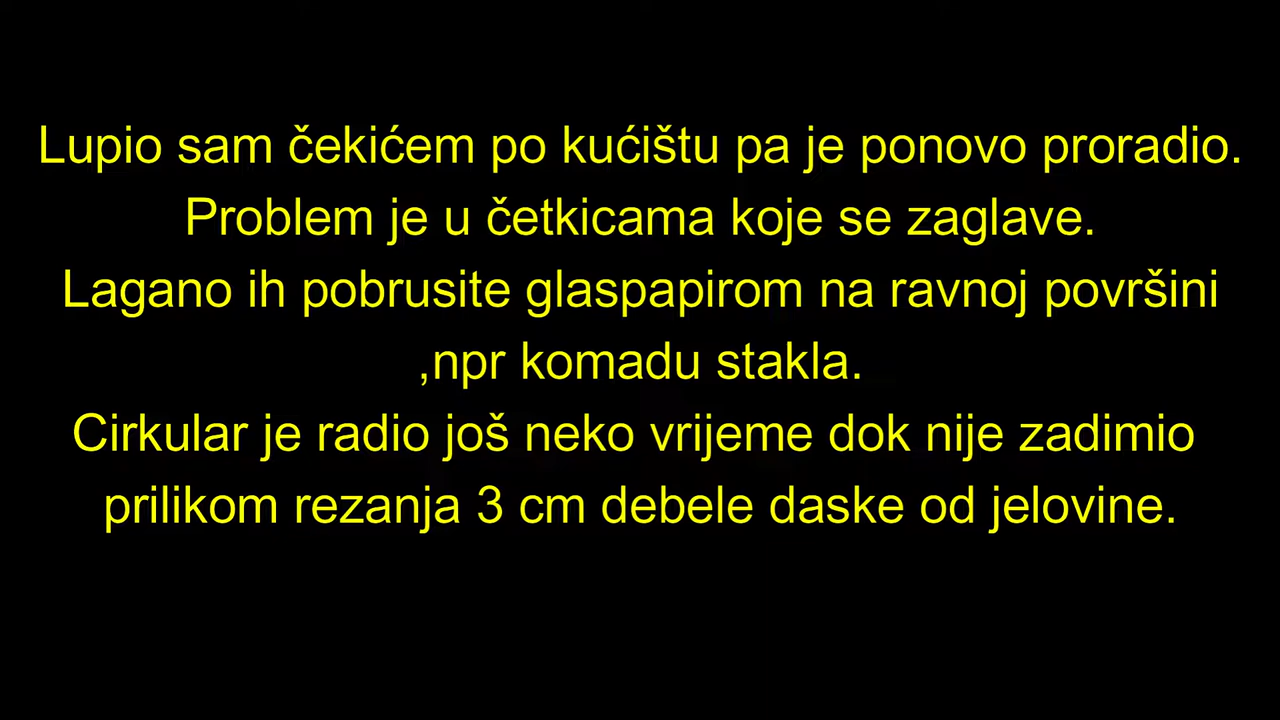 Lupio sam čekićem po kućištu pa je ponovo proradio.
Problem je u četkicama koje se zaglave.
Lagano ih pobrusite glaspapirom na ravnoj površini
,npr komadu stakla.
Cirkular je radio još neko vrijeme dok nije zadimio
prilikom rezanja 3 cm debele daske od jelovine.